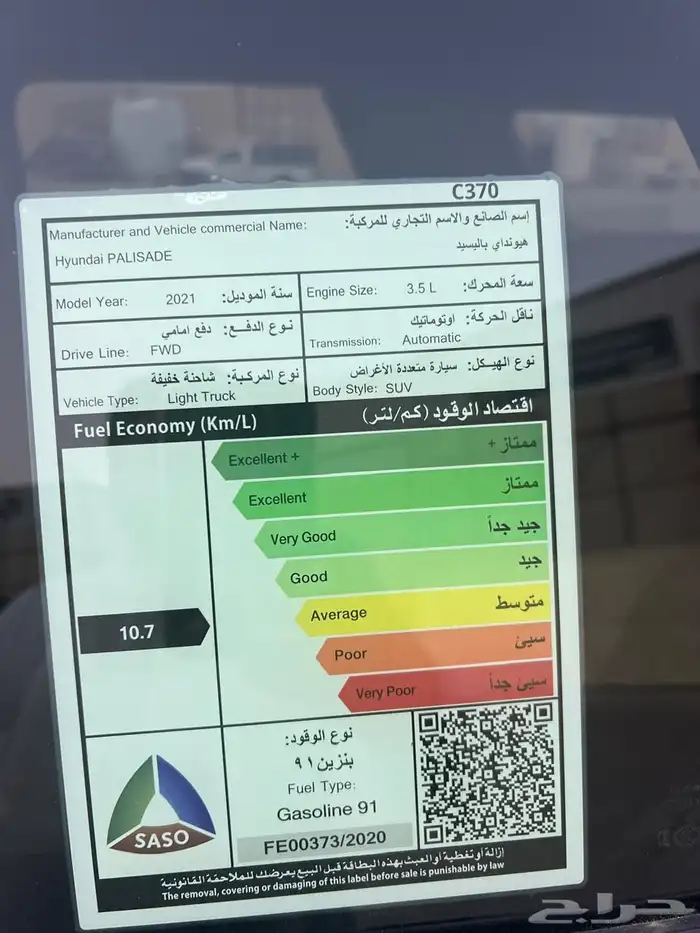 C370
Manufacturer and Vehicle commercial Name: إسم الصانع والاسم التجاري للمركبة:
Hyundai PALISADE هيونداي باليسيد
Model Year: 2021 سنة الموديل:
Engine Size: 3.5 L سعة المحرك:
نوع الدفع: دفع امامي
Drive Line: FWD
ناقل الحركة: اوتوماتيك
Transmission: Automatic
نوع المركبة: شاحنة خفيفة
Vehicle Type: Light Truck
نوع الهيكل: سيارة متعددة الأغراض
Body Style: SUV
Fuel Economy (Km/L) اقتصاد الوقود (كم/لتر)
Excellent + ممتاز +
Excellent ممتاز
Very Good جيد جداً
Good جيد
Average متوسط
10.7
Poor سيئ
Very Poor سيئ جداً
SASO
نوع الوقود:
بنزين ٩١
Fuel Type:
Gasoline 91
FE00373/2020
إزالة أو تغطية أو العبث بهذه البطاقة قبل البيع يعرضك للملاحقة القانونية
The removal, covering or damaging of this label before sale is punishable by law
حراج